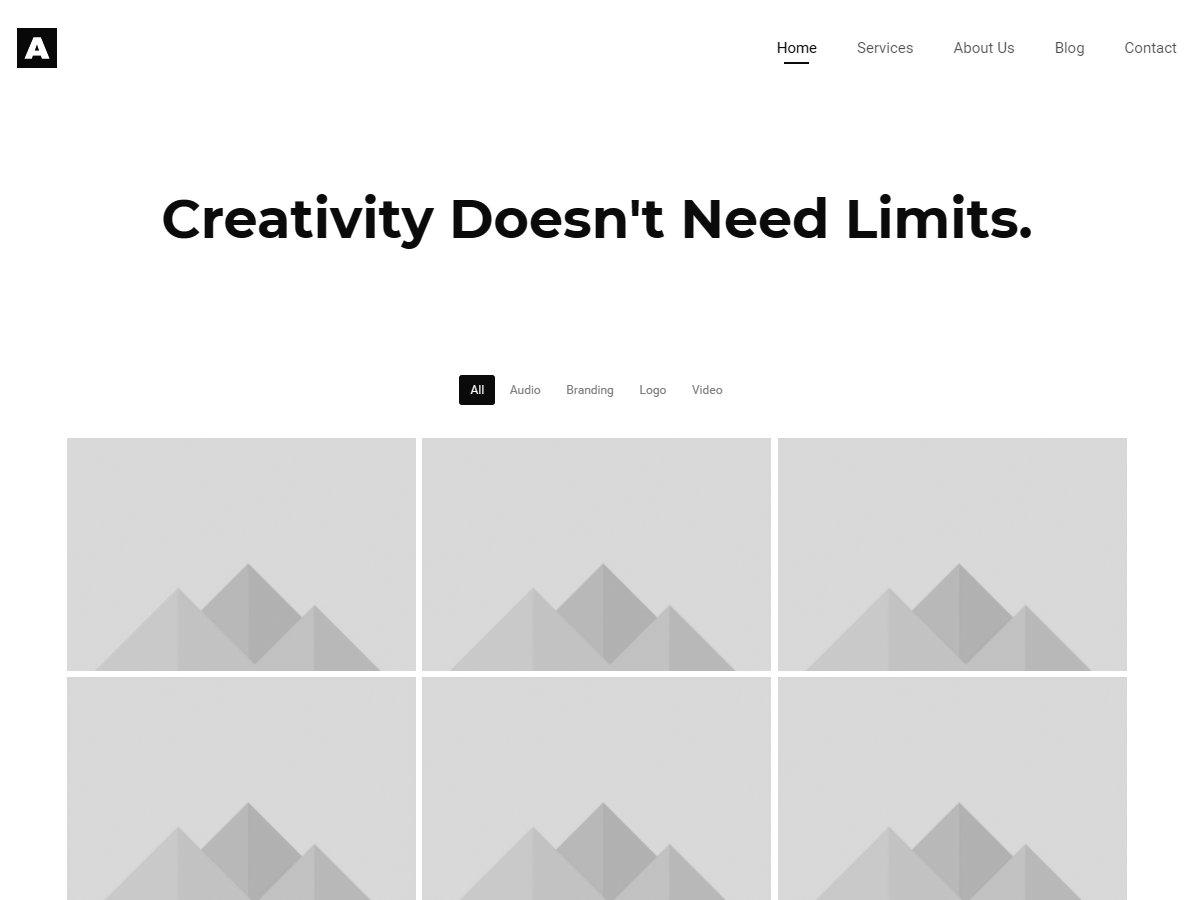 A
Home Services About Us Blog Contact
Creativity Doesn't Need Limits.
All Audio Branding Logo Video